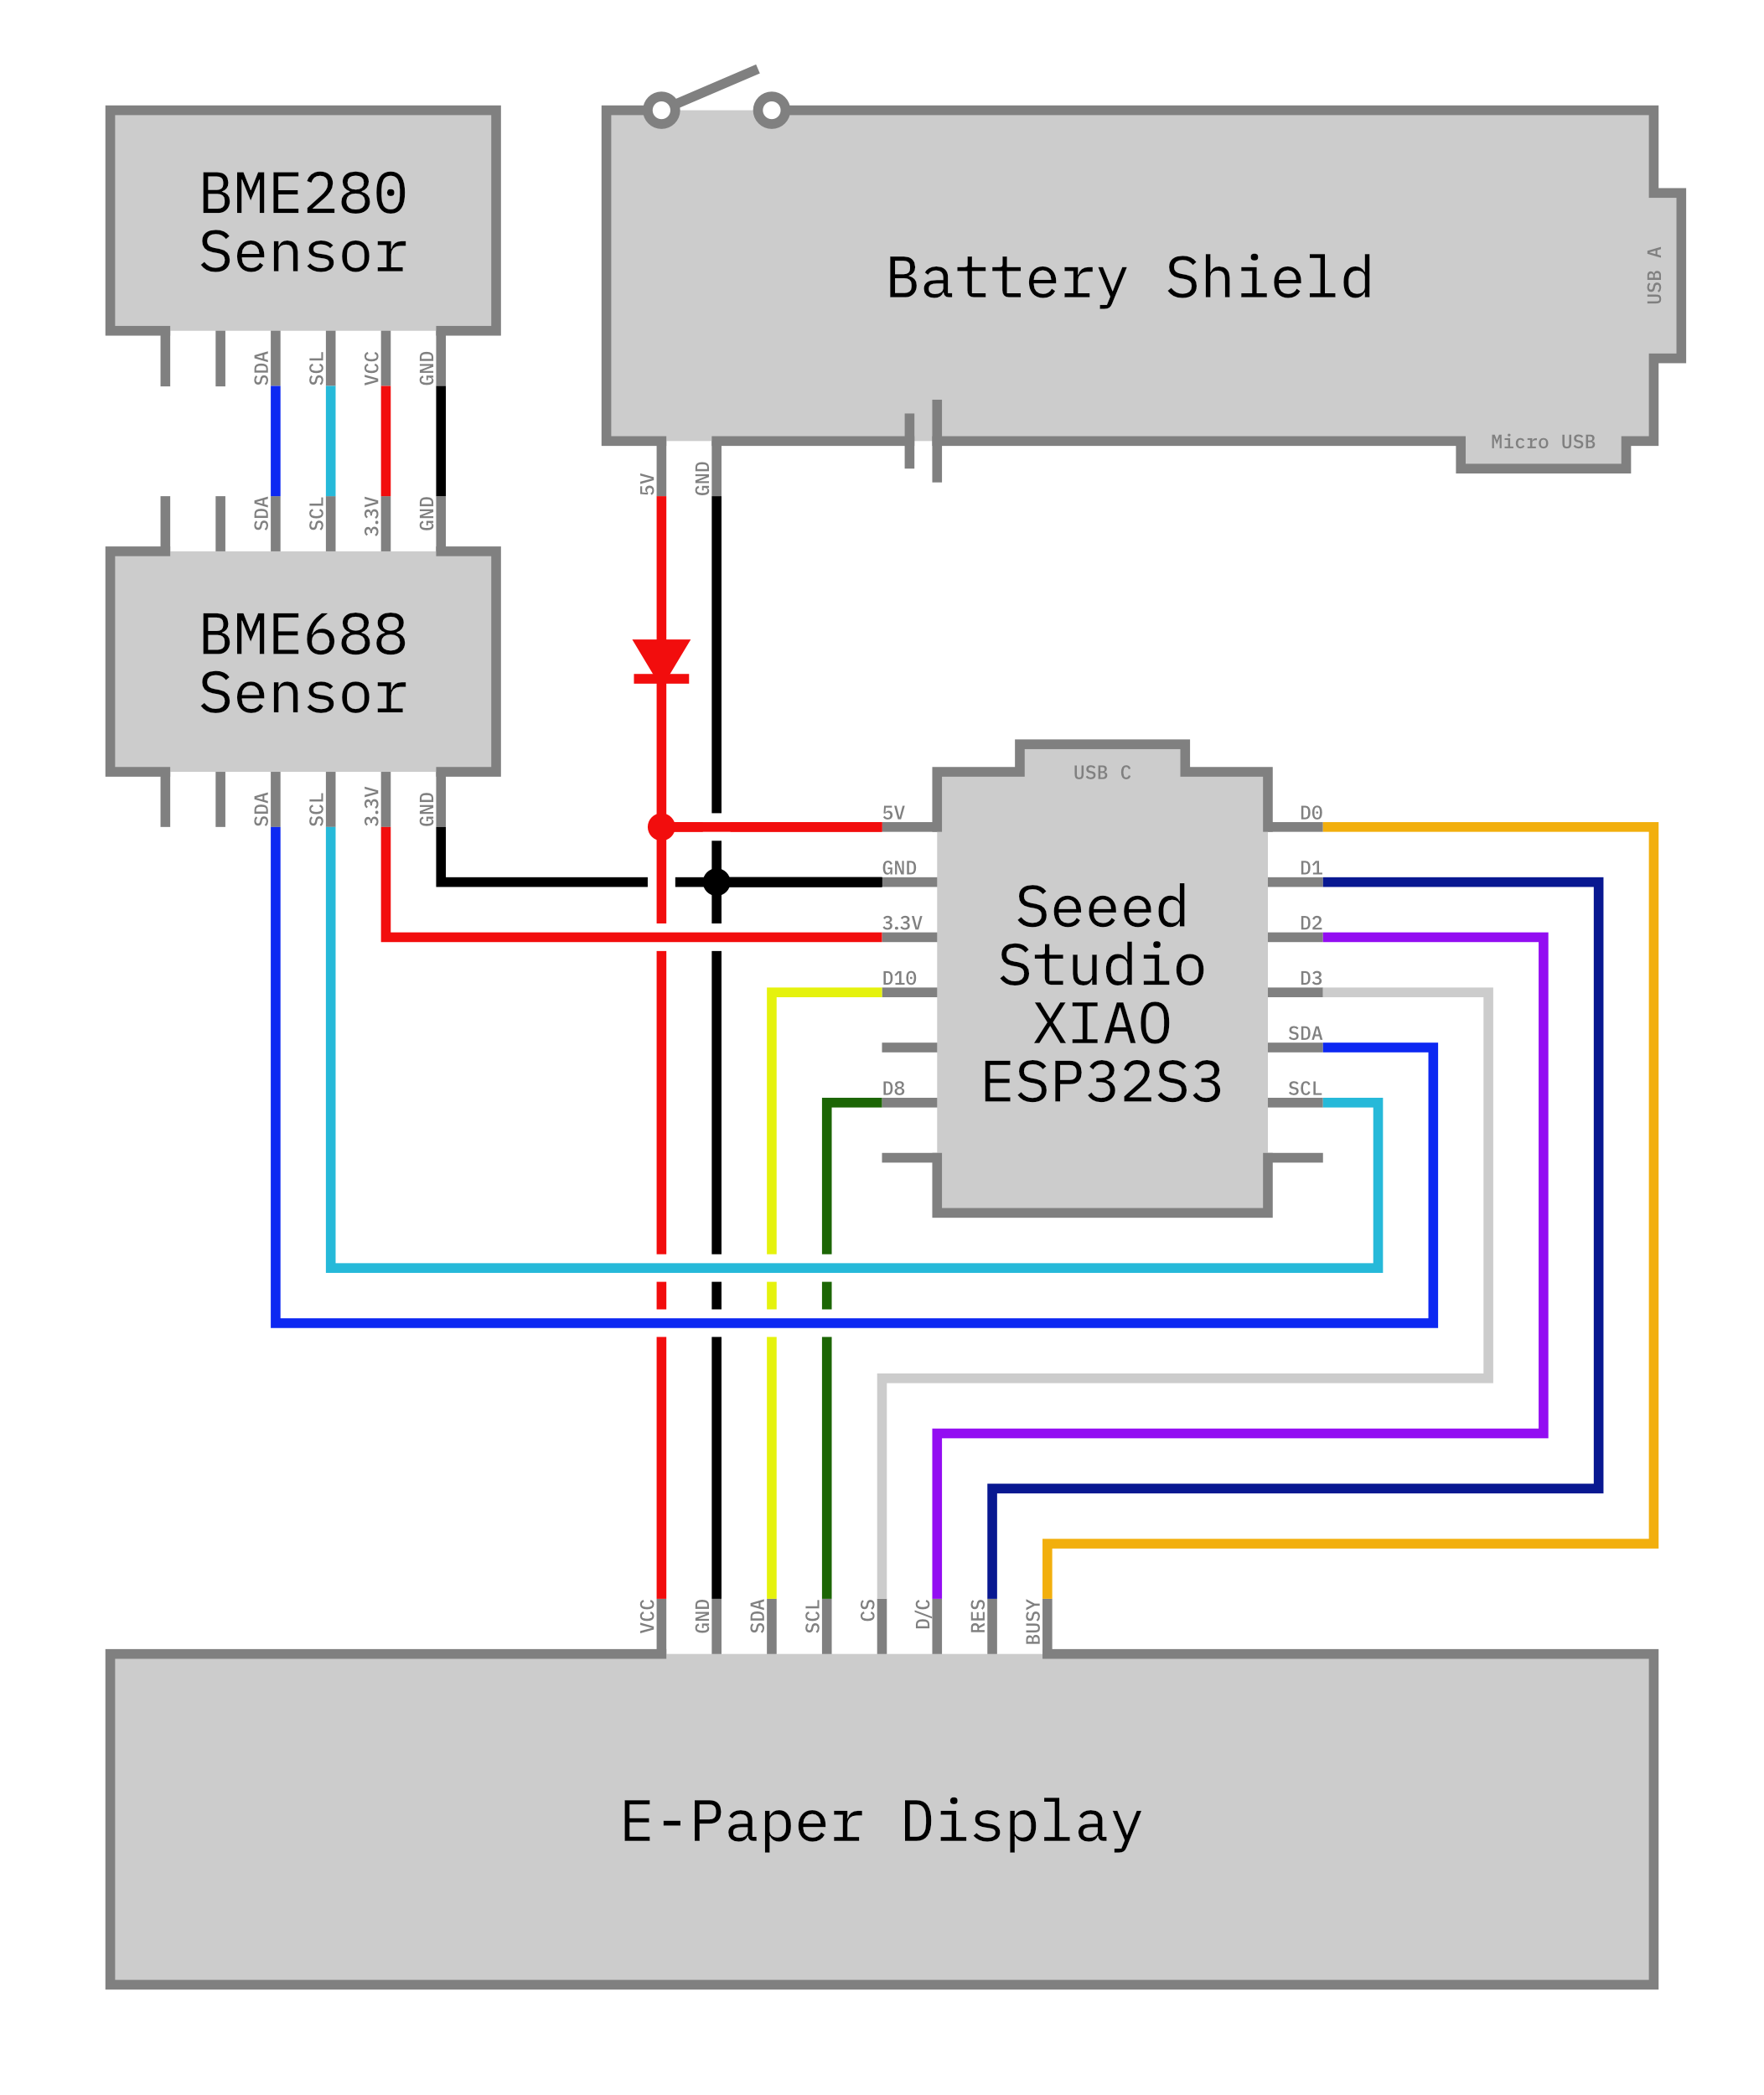 BME280
Sensor
SDA
SCL
VCC
GND
SDA
SCL
3.3V
GND
BME688
Sensor
SDA
SCL
3.3V
GND
Battery Shield
USB A
Micro USB
5V
GND
USB C
5V
GND
3.3V
D10
D8
Seeed
Studio
XIAO
ESP32S3
D0
D1
D2
D3
SDA
SCL
VCC
GND
SDA
SCL
CS
D/C
RES
BUSY
E-Paper Display